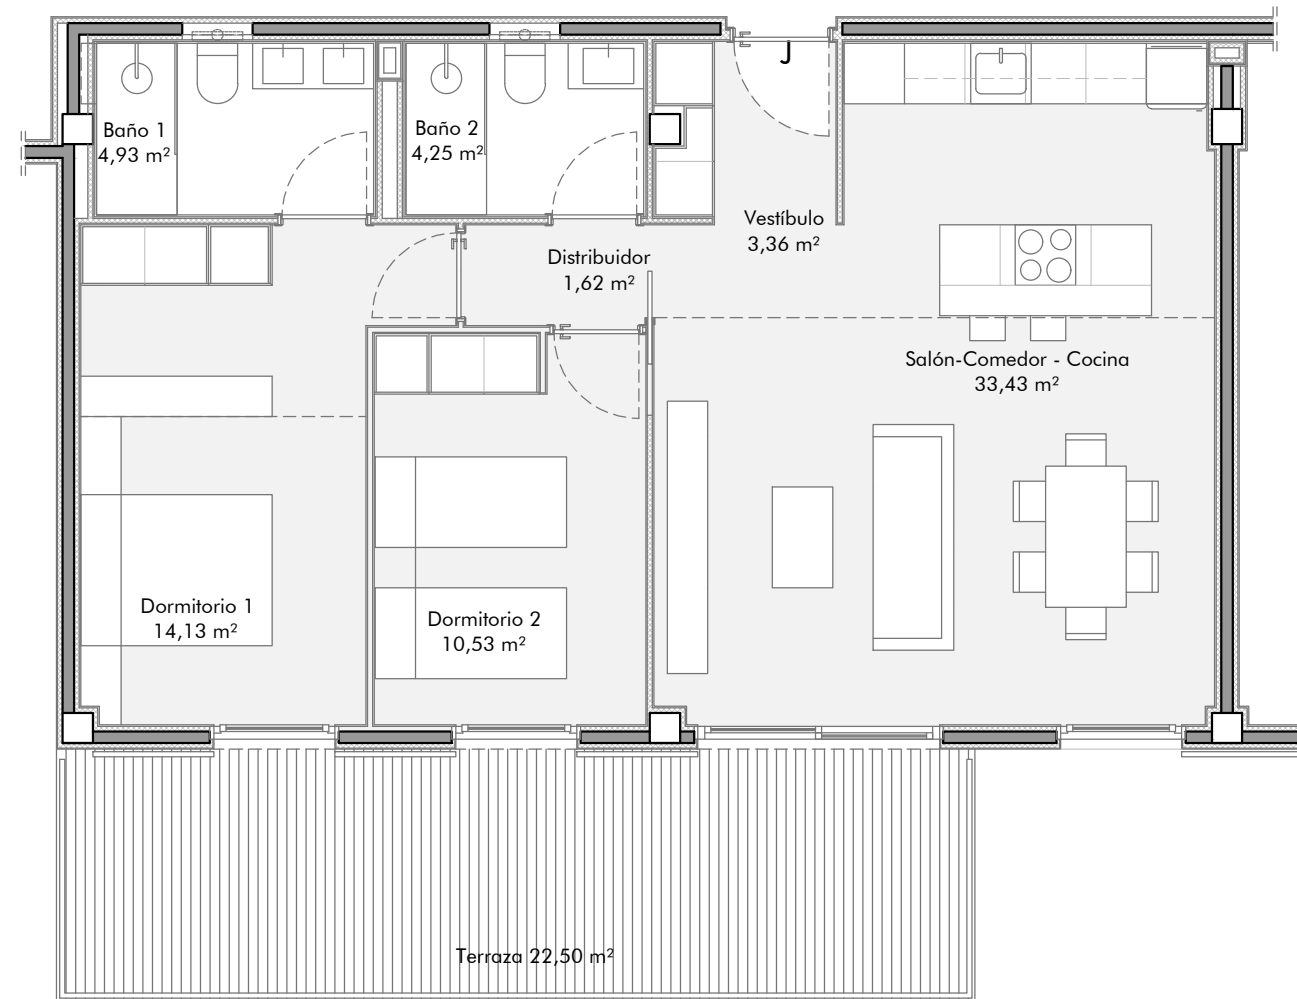 J
Baño 1
4,93 m²
Baño 2
4,25 m²
Vestíbulo
3,36 m²
Distribuidor
1,62 m²
Salón-Comedor - Cocina
33,43 m²
Dormitorio 1
14,13 m²
Dormitorio 2
10,53 m²
Terraza 22,50 m²